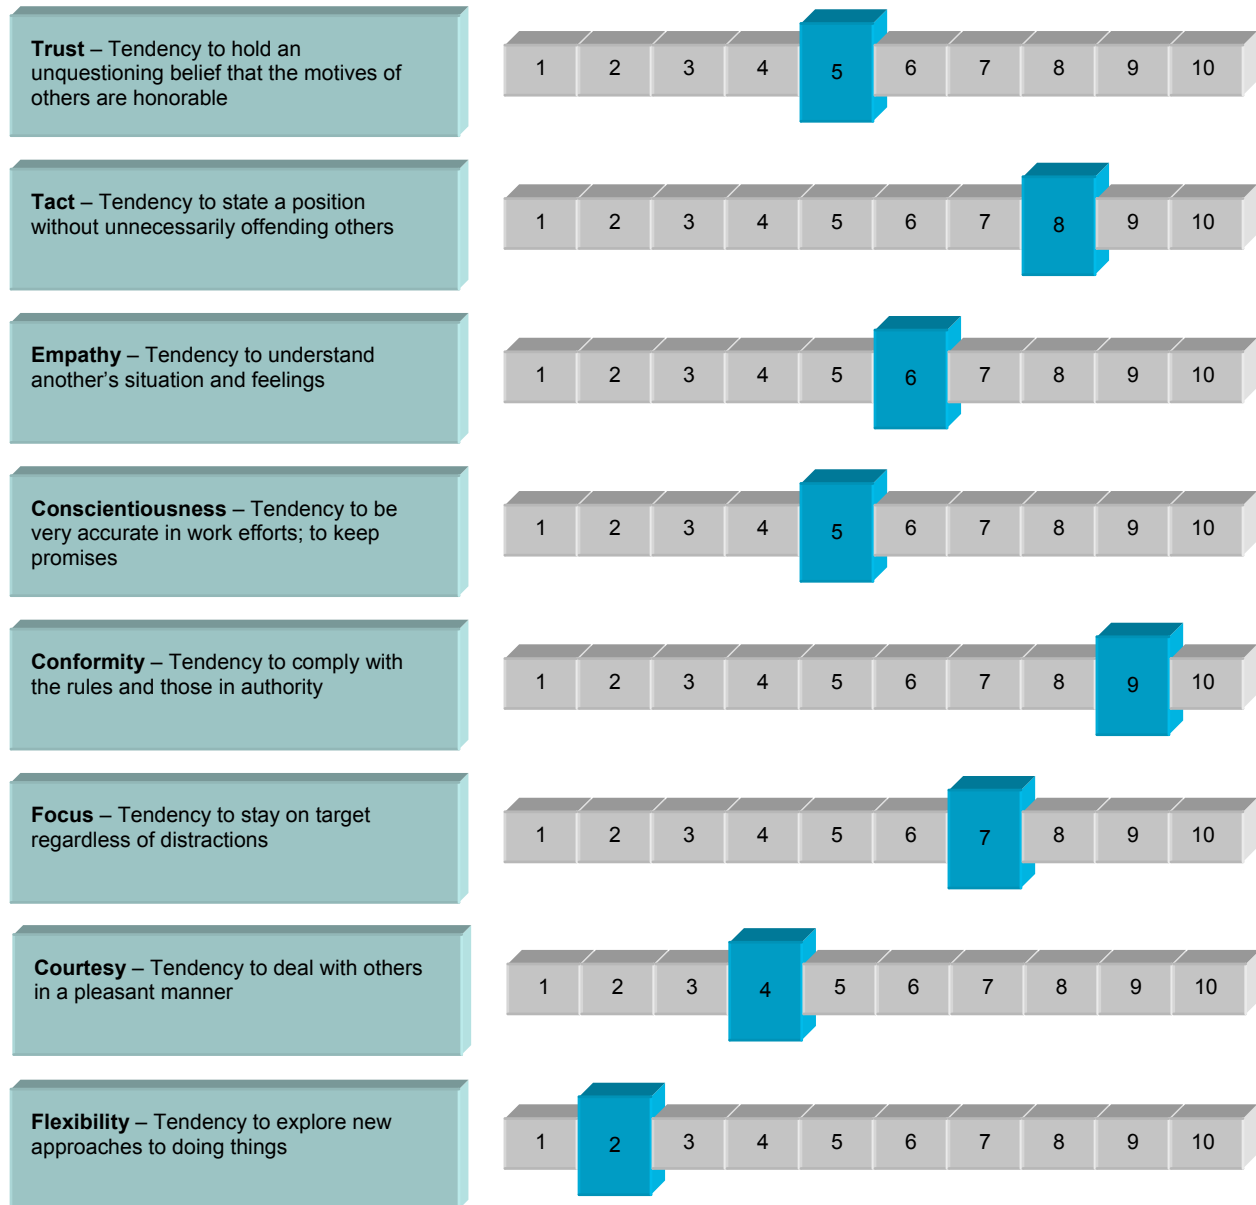 Trust – Tendency to hold an
unquestioning belief that the motives of
others are honorable
1 2 3 4 5 6 7 8 9 10
Tact – Tendency to state a position
without unnecessarily offending others
1 2 3 4 5 6 7 8 9 10
Empathy – Tendency to understand
another’s situation and feelings
1 2 3 4 5 6 7 8 9 10
Conscientiousness – Tendency to be
very accurate in work efforts; to keep
promises
1 2 3 4 5 6 7 8 9 10
Conformity – Tendency to comply with
the rules and those in authority
1 2 3 4 5 6 7 8 9 10
Focus – Tendency to stay on target
regardless of distractions
1 2 3 4 5 6 7 8 9 10
Courtesy – Tendency to deal with others
in a pleasant manner
1 2 3 4 5 6 7 8 9 10
Flexibility – Tendency to explore new
approaches to doing things
1 2 3 4 5 6 7 8 9 10